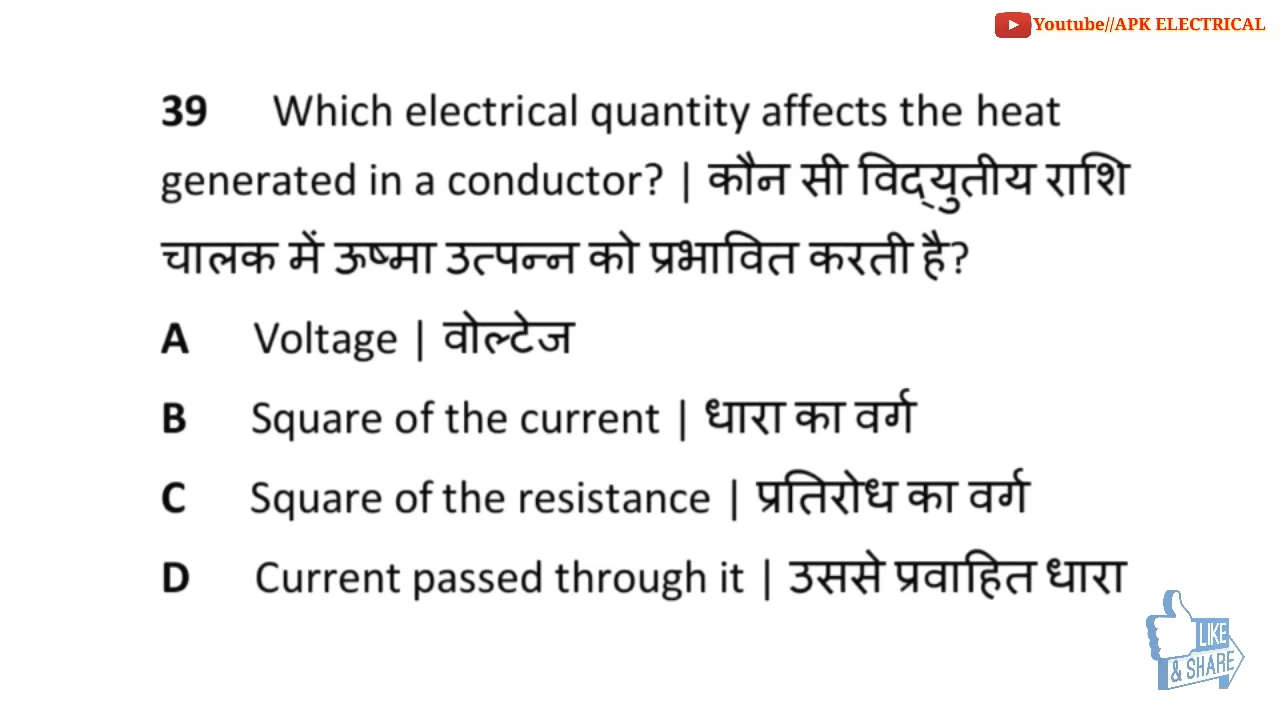 Youtube//APK ELECTRICAL
39 Which electrical quantity affects the heat
generated in a conductor? | कौन सी विद्युतीय राशि
चालक में ऊष्मा उत्पन्न को प्रभावित करती है?
A Voltage | वोल्टेज
B Square of the current | धारा का वर्ग
C Square of the resistance | प्रतिरोध का वर्ग
D Current passed through it | उससे प्रवाहित धारा
LIKE
& SHARE